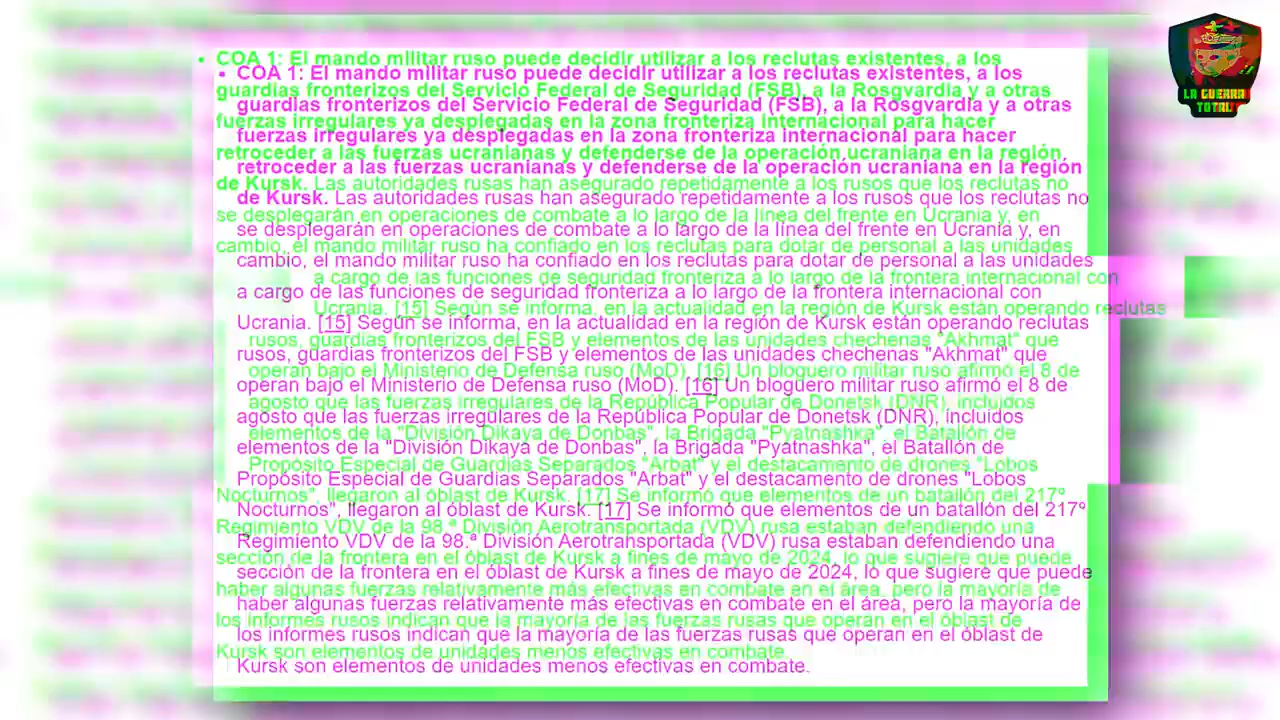 LA GUERRA
TOTAL
• COA 1: El mando militar ruso puede decidir utilizar a los reclutas existentes, a los
guardias fronterizos del Servicio Federal de Seguridad (FSB), a la Rosgvardia y a otras
fuerzas irregulares ya desplegadas en la zona fronteriza internacional para hacer
retroceder a las fuerzas ucranianas y defenderse de la operación ucraniana en la región
de Kursk. Las autoridades rusas han asegurado repetidamente a los rusos que los reclutas no
se desplegarán en operaciones de combate a lo largo de la línea del frente en Ucrania y, en
cambio, el mando militar ruso ha confiado en los reclutas para dotar de personal a las unidades
a cargo de las funciones de seguridad fronteriza a lo largo de la frontera internacional con
Ucrania. [15] Según se informa, en la actualidad en la región de Kursk están operando reclutas
rusos, guardias fronterizos del FSB y elementos de las unidades chechenas "Akhmat" que
operan bajo el Ministerio de Defensa ruso (MoD). [16] Un bloguero militar ruso afirmó el 8 de
agosto que las fuerzas irregulares de la República Popular de Donetsk (DNR), incluidos
elementos de la "División Dikaya de Donbas", la Brigada "Pyatnashka", el Batallón de
Propósito Especial de Guardias Separados "Arbat" y el destacamento de drones "Lobos
Nocturnos", llegaron al óblast de Kursk. [17] Se informó que elementos de un batallón del 217º
Regimiento VDV de la 98.ª División Aerotransportada (VDV) rusa estaban defendiendo una
sección de la frontera en el óblast de Kursk a fines de mayo de 2024, lo que sugiere que puede
haber algunas fuerzas relativamente más efectivas en combate en el área, pero la mayoría de
los informes rusos indican que la mayoría de las fuerzas rusas que operan en el óblast de
Kursk son elementos de unidades menos efectivas en combate.